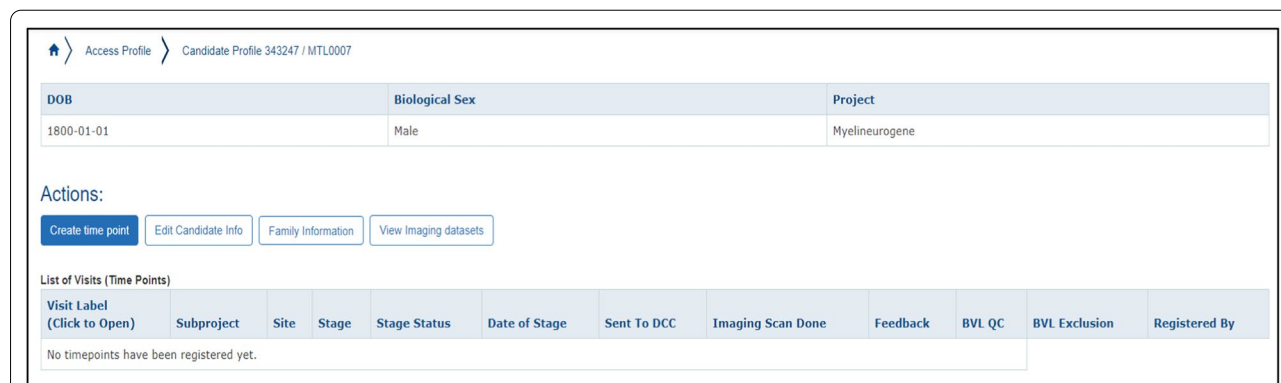 Access Profile Candidate Profile 343247 / MTL0007
DOB Biological Sex Project
1800-01-01 Male Myelineurogene
Actions:
Create time point Edit Candidate Info Family Information View Imaging datasets
List of Visits (Time Points)
Visit Label
(Click to Open) Subproject Site Stage Stage Status Date of Stage Sent To DCC Imaging Scan Done Feedback BVL QC BVL Exclusion Registered By
No timepoints have been registered yet.